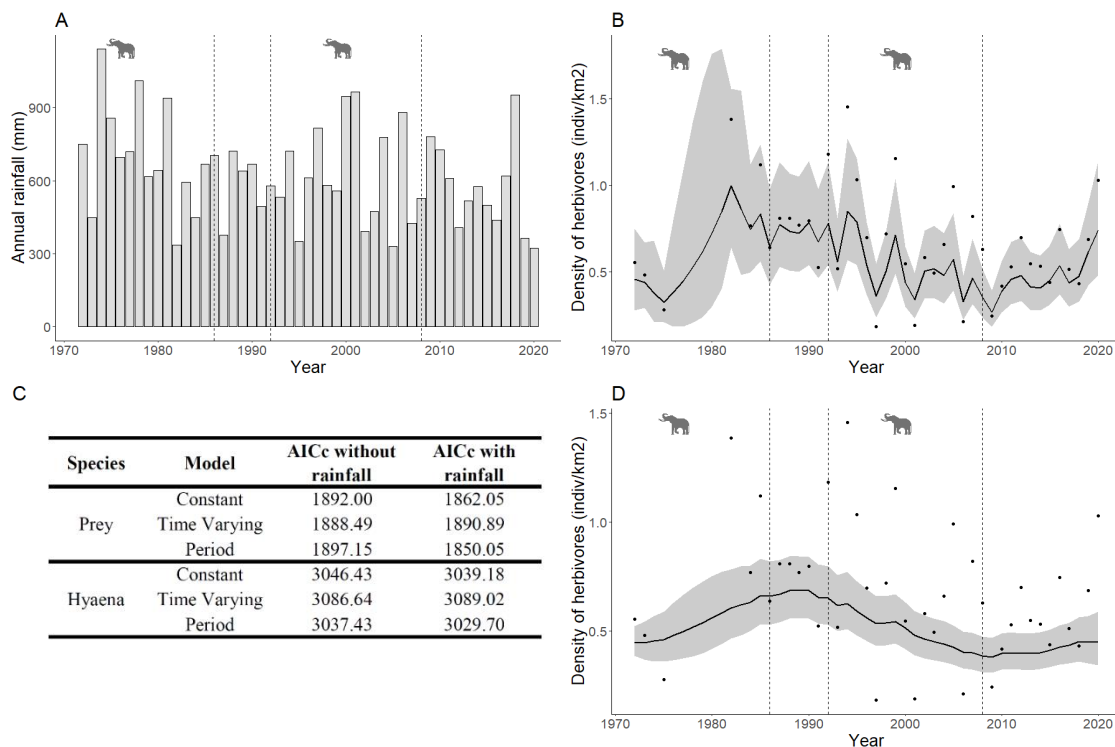 A
Annual rainfall (mm)
900
600
300
0
1970
1980
1990
2000
2010
2020
Year
B
Density of herbivores (indiv/km2)
1.5
1.0
0.5
1970
1980
1990
2000
2010
2020
Year
C
Species Model AICc without rainfall AICc with rainfall
Prey
Constant 1892.00 1862.05
Time Varying 1888.49 1890.89
Period 1897.15 1850.05
Hyaena
Constant 3046.43 3039.18
Time Varying 3086.64 3089.02
Period 3037.43 3029.70
D
Density of herbivores (indiv/km2)
1.5
1.0
0.5
1970
1980
1990
2000
2010
2020
Year